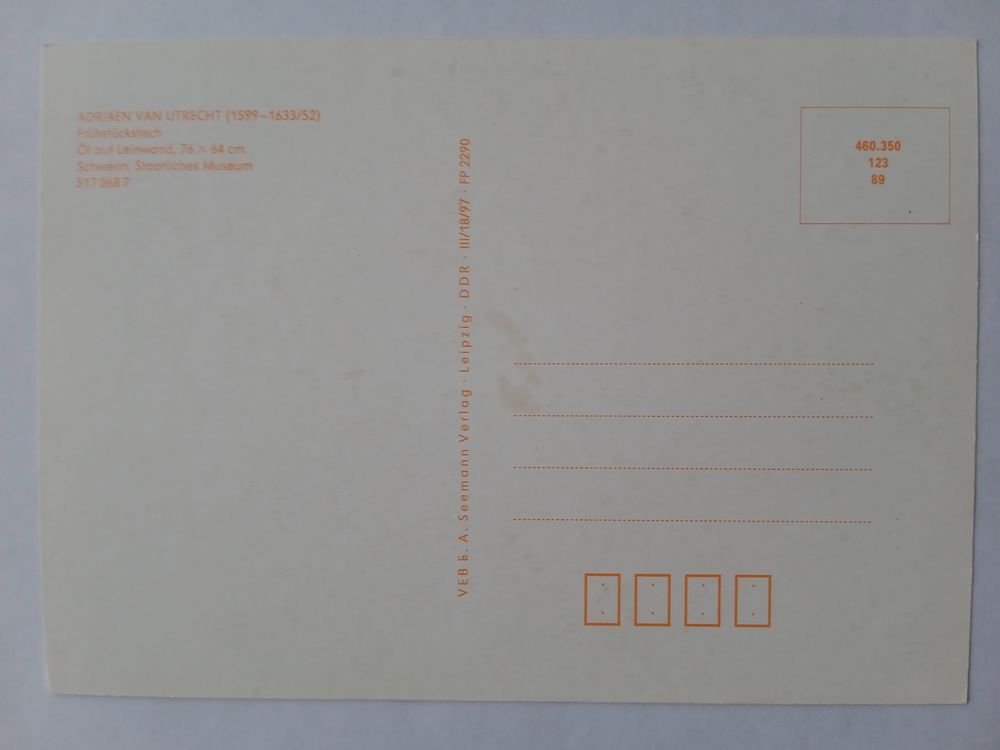 ADRIAEN VAN UTRECHT (1599–1633/52)
Frühstückstisch
Öl auf Leinwand, 76 × 64 cm
Schwerin, Staatliches Museum
517 068 7
VEB E. A. Seemann Verlag · Leipzig · DDR · III/18/97 · FP 2290
460.350
123
89